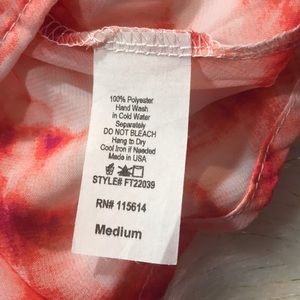 100% Polyester
Hand Wash
in Cold Water
Separately
DO NOT BLEACH
Hang to Dry
Cool Iron if Needed
Made in USA
STYLE# FT22039
RN# 115614
Medium